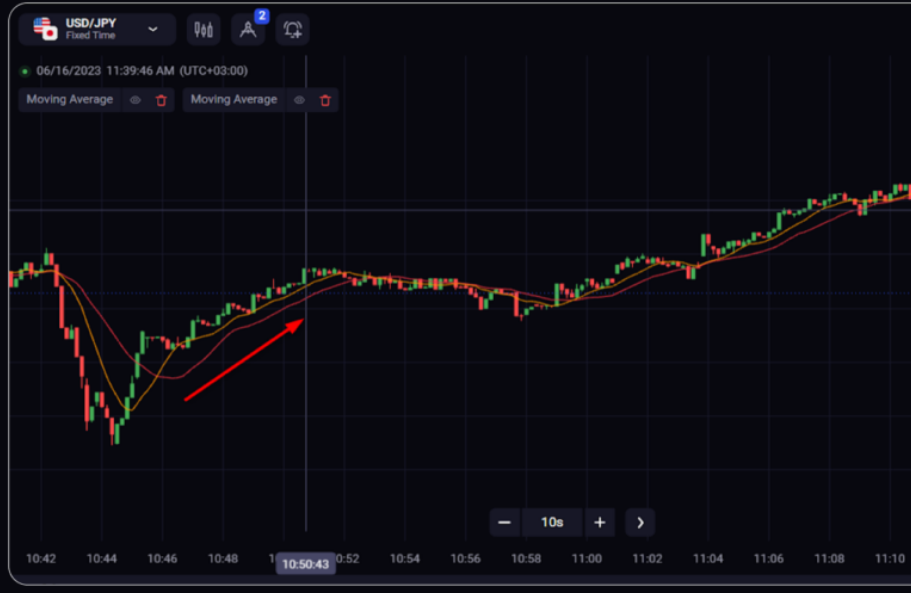 USD/JPY
Fixed Time
2
06/16/2023 11:39:46 AM (UTC+03:00)
Moving Average Moving Average
− 10s + >
10:42 10:44 10:46 10:48 10:50:43 0:52 10:54 10:56 10:58 11:00 11:02 11:04 11:06 11:08 11:10